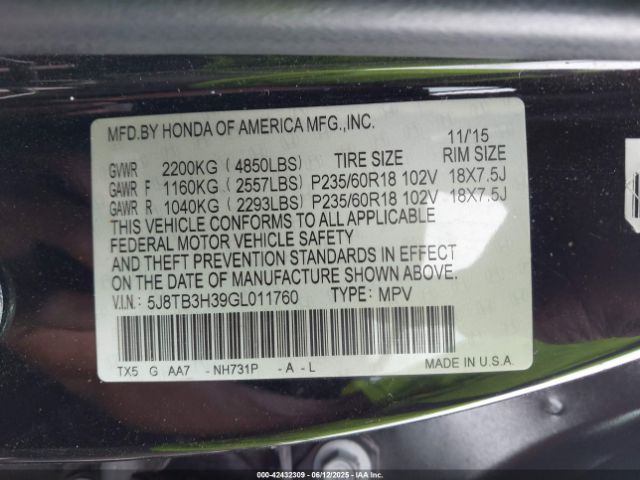 MFD.BY HONDA OF AMERICA MFG.,INC.
11/'15
GVWR 2200KG ( 4850LBS) TIRE SIZE RIM SIZE
GAWR F 1160KG ( 2557LBS) P235/60R18 102V 18X7.5J
GAWR R 1040KG ( 2293LBS) P235/60R18 102V 18X7.5J
THIS VEHICLE CONFORMS TO ALL APPLICABLE
FEDERAL MOTOR VEHICLE SAFETY
AND THEFT PREVENTION STANDARDS IN EFFECT
ON THE DATE OF MANUFACTURE SHOWN ABOVE.
V.I.N.: 5J8TB3H39GL011760 TYPE: MPV
TX5 G AA7 -NH731P -A-L MADE IN U.S.A.
000-42432309 - 06/12/2025 - IAAI.COM